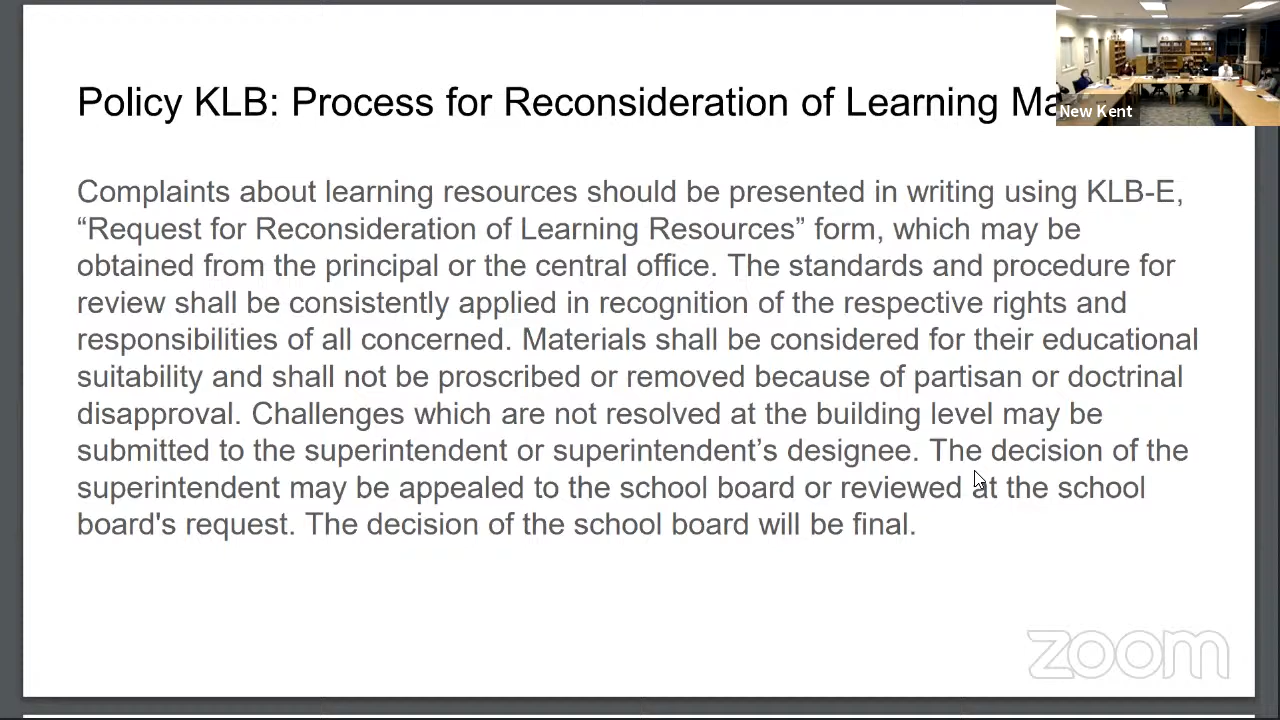 Policy KLB: Process for Reconsideration of Learning Ma
New Kent
Complaints about learning resources should be presented in writing using KLB-E,
“Request for Reconsideration of Learning Resources” form, which may be
obtained from the principal or the central office. The standards and procedure for
review shall be consistently applied in recognition of the respective rights and
responsibilities of all concerned. Materials shall be considered for their educational
suitability and shall not be proscribed or removed because of partisan or doctrinal
disapproval. Challenges which are not resolved at the building level may be
submitted to the superintendent or superintendent’s designee. The decision of the
superintendent may be appealed to the school board or reviewed at the school
board's request. The decision of the school board will be final.
zoom